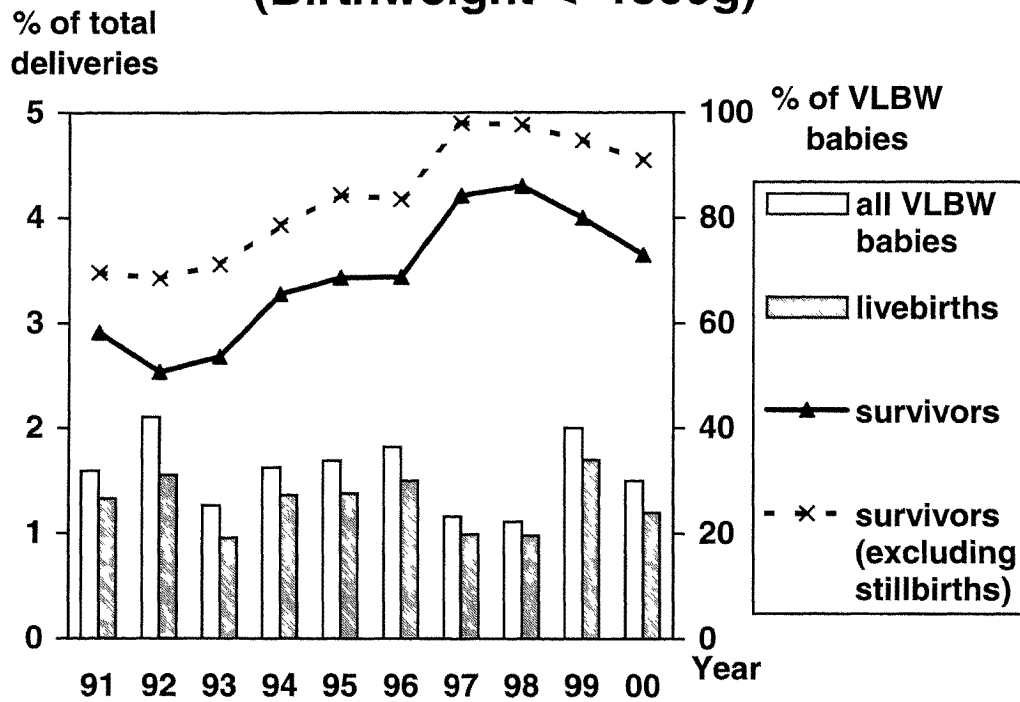 % of total
deliveries
5
4
3
2
1
0
100
80
60
40
20
0
% of VLBW
babies
all VLBW
babies
livebirths
survivors
survivors
(excluding
stillbirths)
91 92 93 94 95 96 97 98 99 00
Year